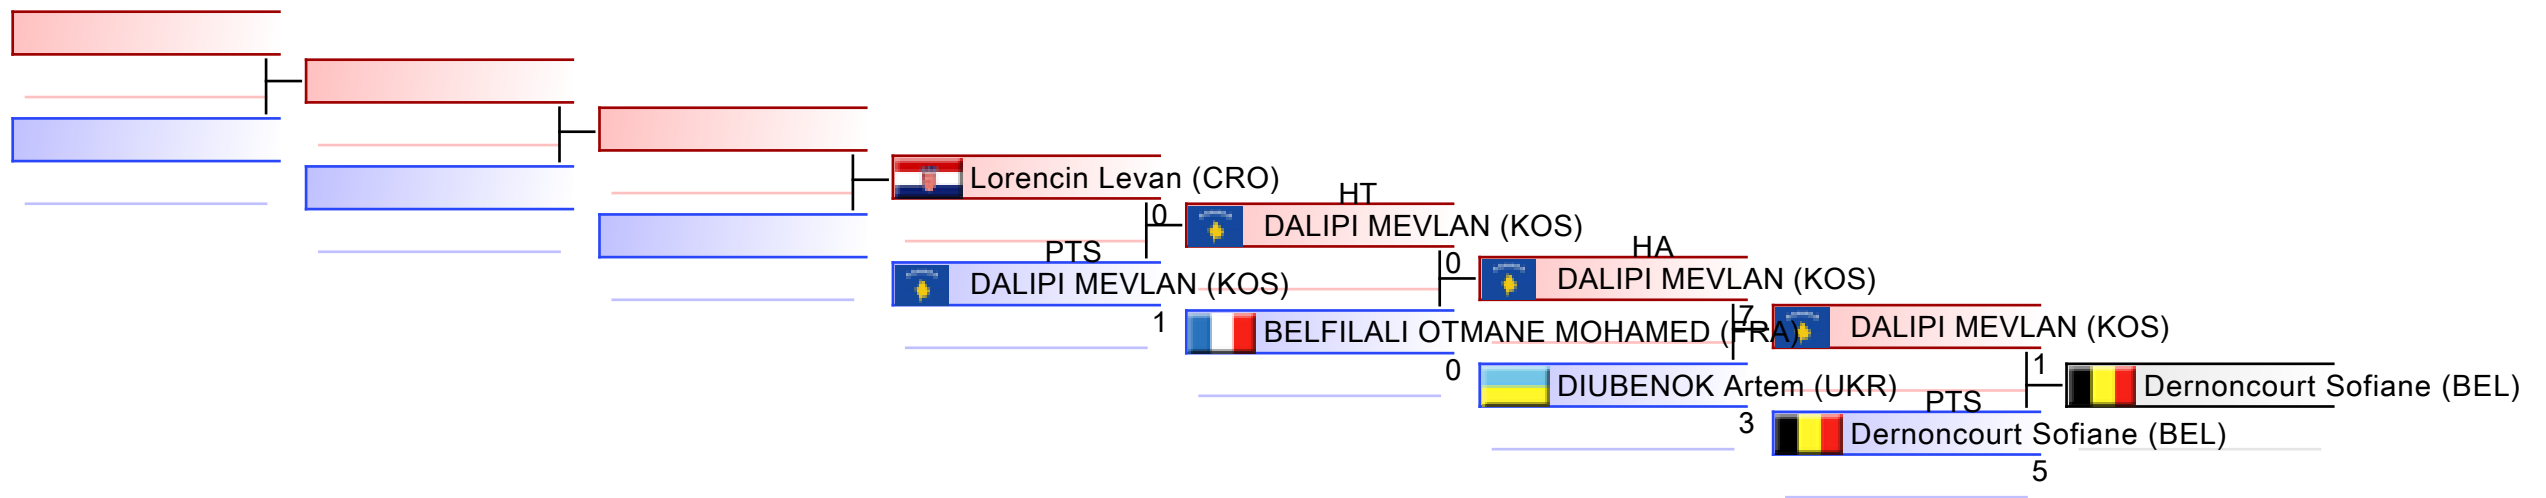 Lorencin Levan (CRO)
0
PTS
DALIPI MEVLAN (KOS)
1
HT
DALIPI MEVLAN (KOS)
0
BELFILALI OTMANE MOHAMED (FRA)
0
HA
DALIPI MEVLAN (KOS)
7
DIUBENOK Artem (UKR)
3
DALIPI MEVLAN (KOS)
1
PTS
Dernoncourt Sofiane (BEL)
5
Dernoncourt Sofiane (BEL)